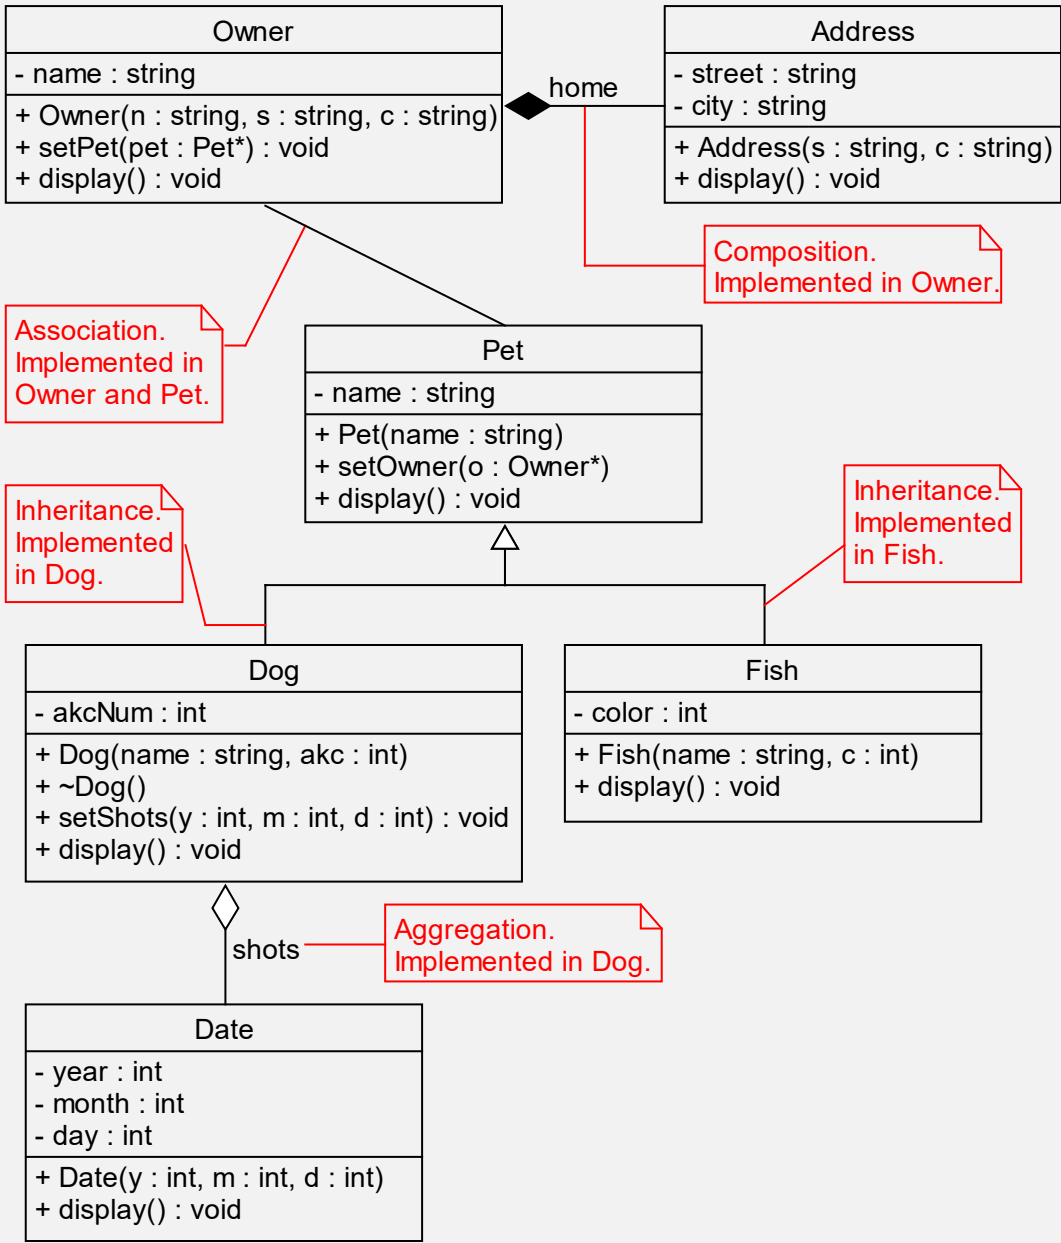 Owner
- name : string
+ Owner(n : string, s : string, c : string)
+ setPet(pet : Pet*) : void
+ display() : void
home
Address
- street : string
- city : string
+ Address(s : string, c : string)
+ display() : void
Composition.
Implemented in Owner.
Association.
Implemented in
Owner and Pet.
Pet
- name : string
+ Pet(name : string)
+ setOwner(o : Owner*)
+ display() : void
Inheritance.
Implemented
in Dog.
Inheritance.
Implemented
in Fish.
Dog
- akcNum : int
+ Dog(name : string, akc : int)
+ ~Dog()
+ setShots(y : int, m : int, d : int) : void
+ display() : void
Fish
- color : int
+ Fish(name : string, c : int)
+ display() : void
shots
Aggregation.
Implemented in Dog.
Date
- year : int
- month : int
- day : int
+ Date(y : int, m : int, d : int)
+ display() : void